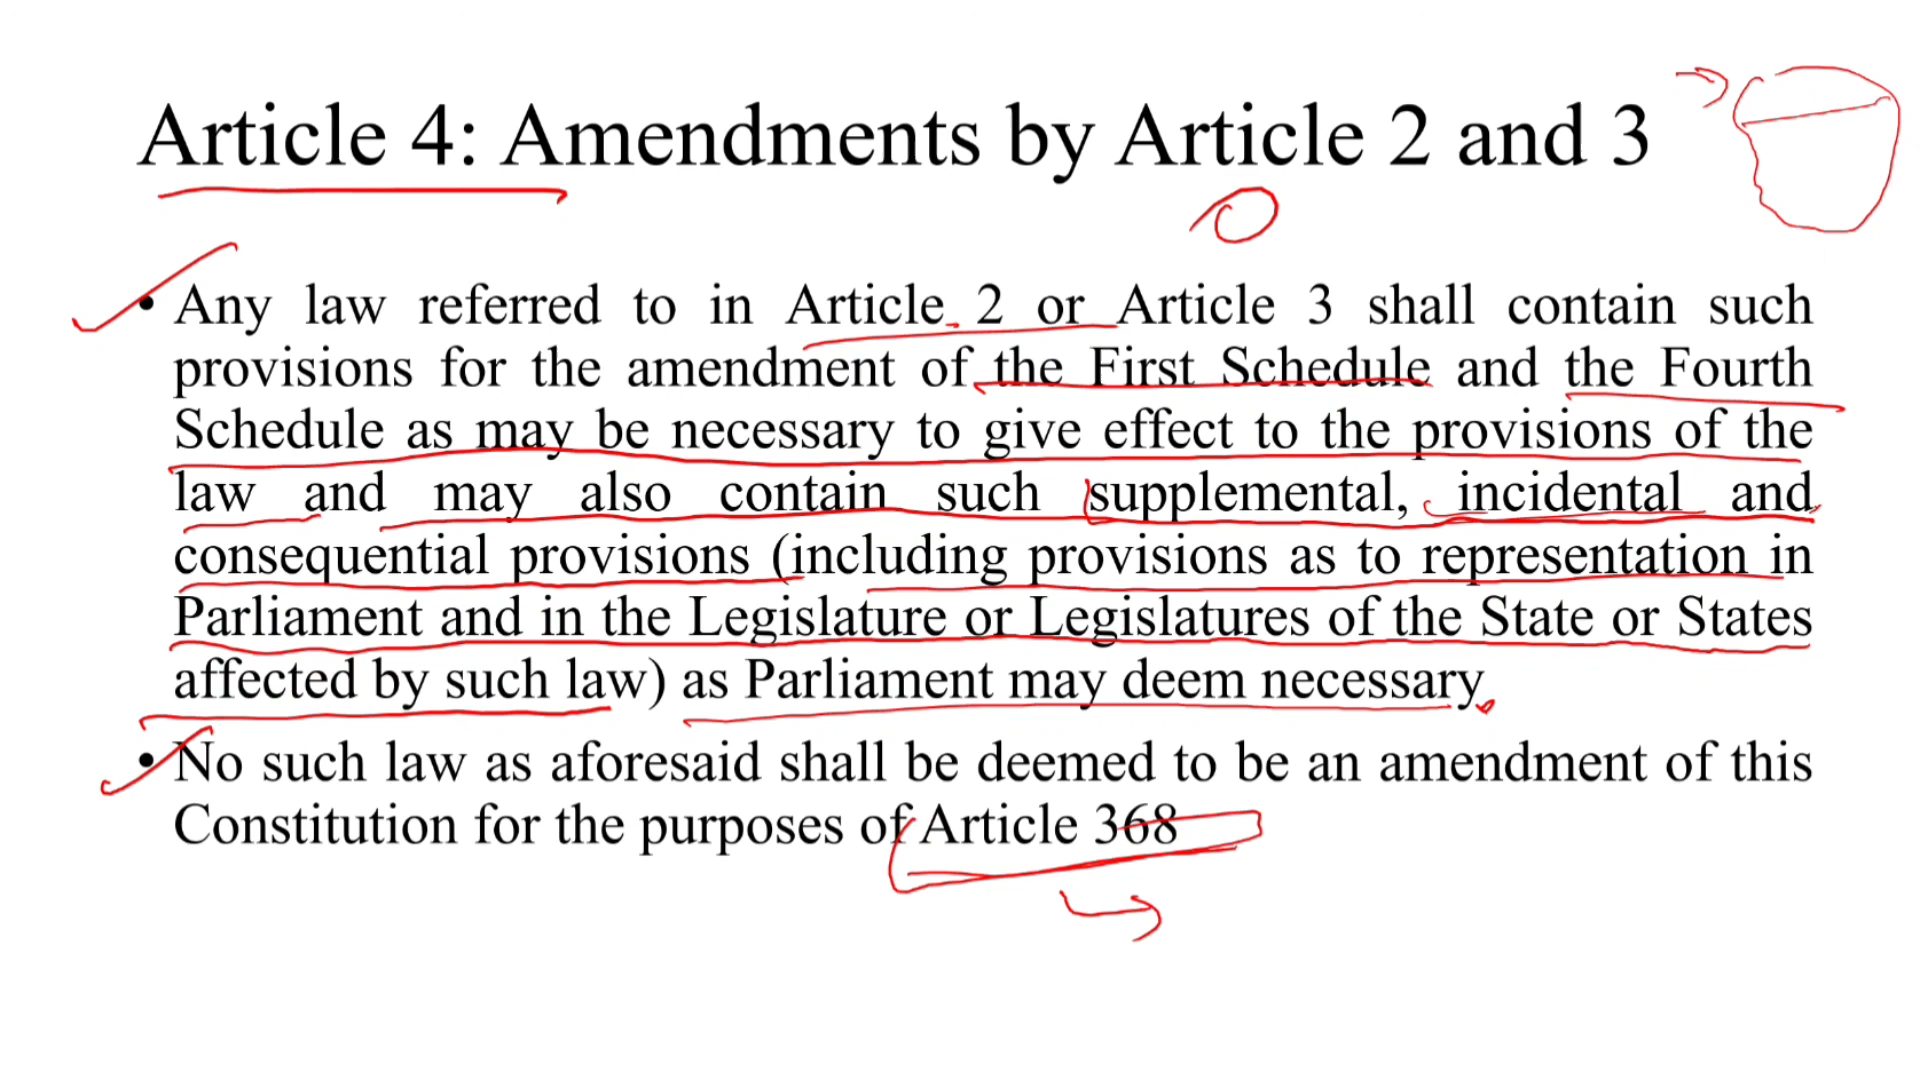 Article 4: Amendments by Article 2 and 3
• Any law referred to in Article 2 or Article 3 shall contain such
provisions for the amendment of the First Schedule and the Fourth
Schedule as may be necessary to give effect to the provisions of the
law and may also contain such supplemental, incidental and
consequential provisions (including provisions as to representation in
Parliament and in the Legislature or Legislatures of the State or States
affected by such law) as Parliament may deem necessary.
• No such law as aforesaid shall be deemed to be an amendment of this
Constitution for the purposes of Article 368